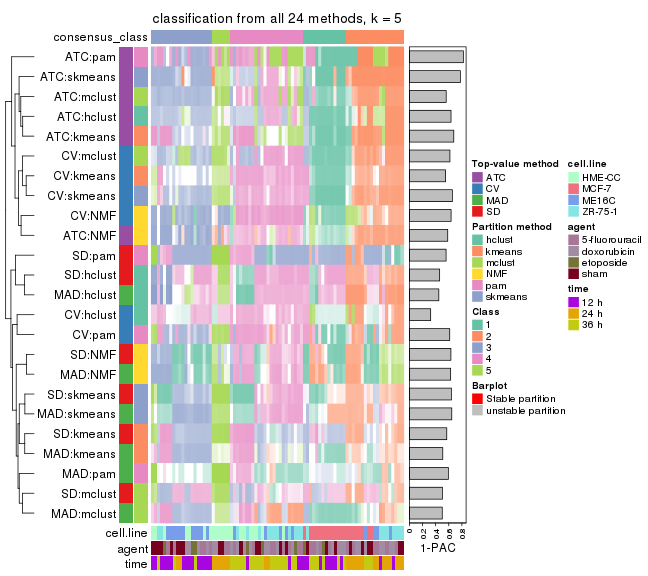 classification from all 24 methods, k = 5
consensus_class
ATC:pam
ATC:skmeans
ATC:mclust
ATC:hclust
ATC:kmeans
CV:mclust
CV:kmeans
CV:skmeans
CV:NMF
ATC:NMF
SD:pam
SD:hclust
MAD:hclust
CV:hclust
CV:pam
SD:NMF
MAD:NMF
SD:skmeans
MAD:skmeans
SD:kmeans
MAD:kmeans
MAD:pam
SD:mclust
MAD:mclust
cell.line
agent
time
0 0.2 0.4 0.6 0.8
1-PAC
Top-value method
ATC
CV
MAD
SD
Partition method
hclust
kmeans
mclust
NMF
pam
skmeans
Class
1
2
3
4
5
Barplot
Stable partition
unstable partition
cell.line
HME-CC
MCF-7
ME16C
ZR-75-1
agent
5-fluorouracil
doxorubicin
etoposide
sham
time
12 h
24 h
36 h